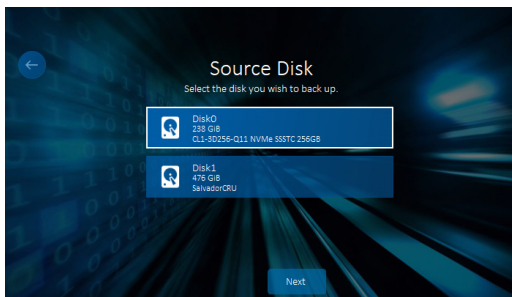 Source Disk
Select the disk you wish to back up.
Disk0
238 GiB
CL1-3D256-Q11 NVMe SSSTC 256GB
Disk1
476 GiB
SalvadorCRU
Next